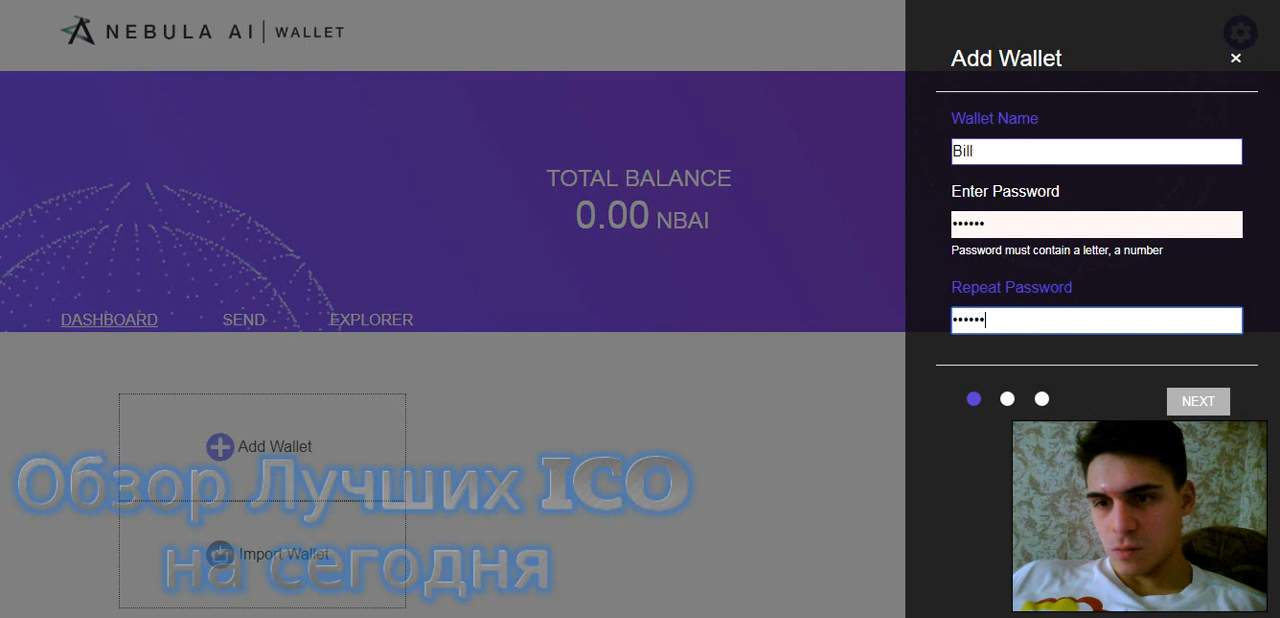 NEBULA AI | WALLET
TOTAL BALANCE
0.00 NBAI
DASHBOARD SEND EXPLORER
Add Wallet
Import Wallet
Обзор Лучших ICO
на сегодня
Add Wallet ×
Wallet Name
Bill
Enter Password
••••••
Password must contain a letter, a number
Repeat Password
••••••
NEXT